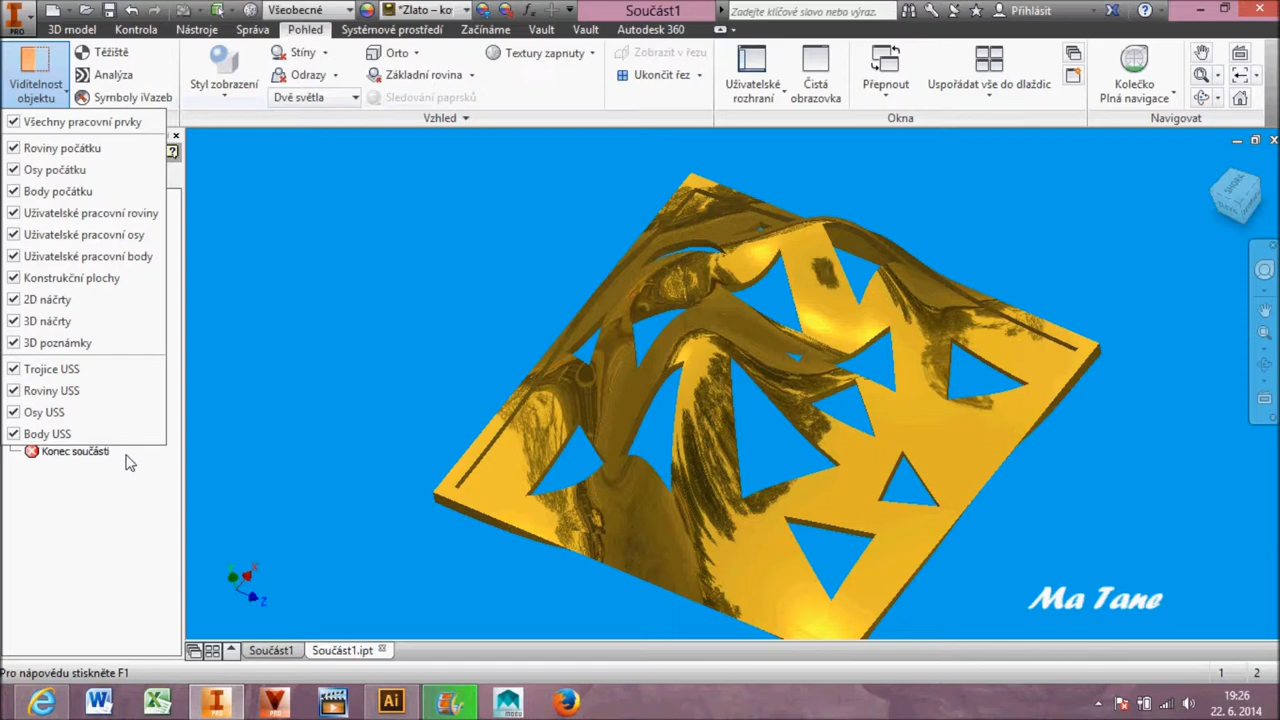 Všeobecné
"Zlato – ko
Součást1
Zadejte klíčové slovo nebo výraz.
Přihlásit
PRO
3D model Kontrola Nástroje Správa Pohled Systémové prostředí Začínáme Vault Vault Autodesk 360
Viditelnost objektu
Těžiště
Analýza
Symboly iVazeb
Styl zobrazení
Stíny
Odrazy
Dvě světla
Orto
Základní rovina
Sledování paprsků
Textury zapnuty
Zobrazit v řezu
Ukončit řez
Vzhled
Uživatelské rozhraní
Čistá obrazovka
Přepnout
Uspořádat vše do dlaždic
Okna
Kolečko Plná navigace
Navigovat
Všechny pracovní prvky
Roviny počátku
Osy počátku
Body počátku
Uživatelské pracovní roviny
Uživatelské pracovní osy
Uživatelské pracovní body
Konstrukční plochy
2D náčrty
3D náčrty
3D poznámky
Trojice USS
Roviny USS
Osy USS
Body USS
Konec součásti
X
Z
Ma Tane
Součást1 Součást1.ipt
Pro nápovědu stiskněte F1
1 2
19:26
22. 6. 2014